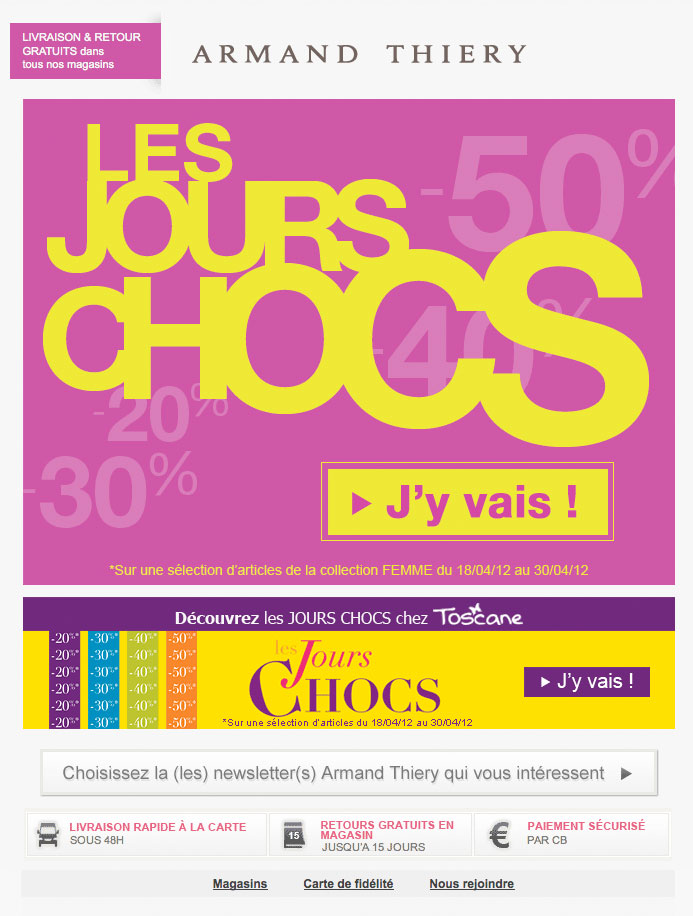 LIVRAISON & RETOUR
GRATUITS dans
tous nos magasins
ARMAND THIERY
LES
JOURS
CHOCS
-50%
-40%
-20%
-30%
J'y vais !
*Sur une sélection d'articles de la collection FEMME du 18/04/12 au 30/04/12
Découvrez les JOURS CHOCS chez Toscane
-20%* -30%* -40%* -50%*
-20%* -30%* -40%* -50%*
-20%* -30%* -40%* -50%*
-20%* -30%* -40%* -50%*
-20%* -30%* -40%* -50%*
-20%* -30%* -40%* -50%*
les Jours
CHOCS
*Sur une sélection d'articles du 18/04/12 au 30/04/12
J'y vais !
Choisissez la (les) newsletter(s) Armand Thiery qui vous intéressent
LIVRAISON RAPIDE À LA CARTE
SOUS 48H
15
RETOURS GRATUITS EN
MAGASIN
JUSQU'A 15 JOURS
€
PAIEMENT SÉCURISÉ
PAR CB
Magasins Carte de fidélité Nous rejoindre